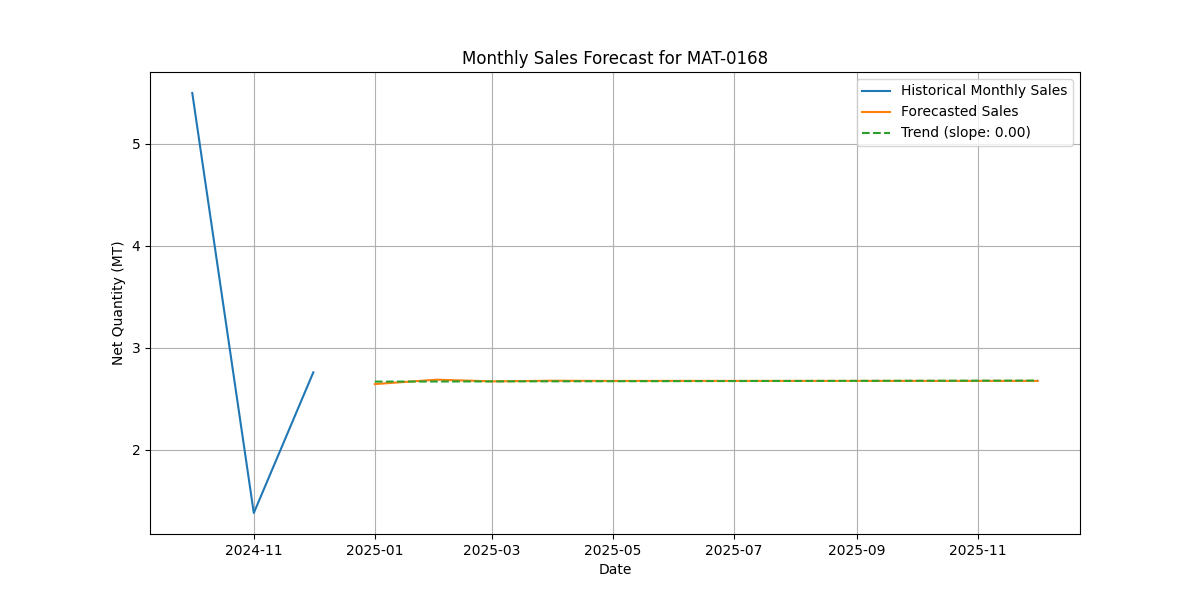 Monthly Sales Forecast for MAT-0168
Historical Monthly Sales
Forecasted Sales
Trend (slope: 0.00)
Net Quantity (MT)
5
4
3
2
2024-11 2025-01 2025-03 2025-05 2025-07 2025-09 2025-11
Date